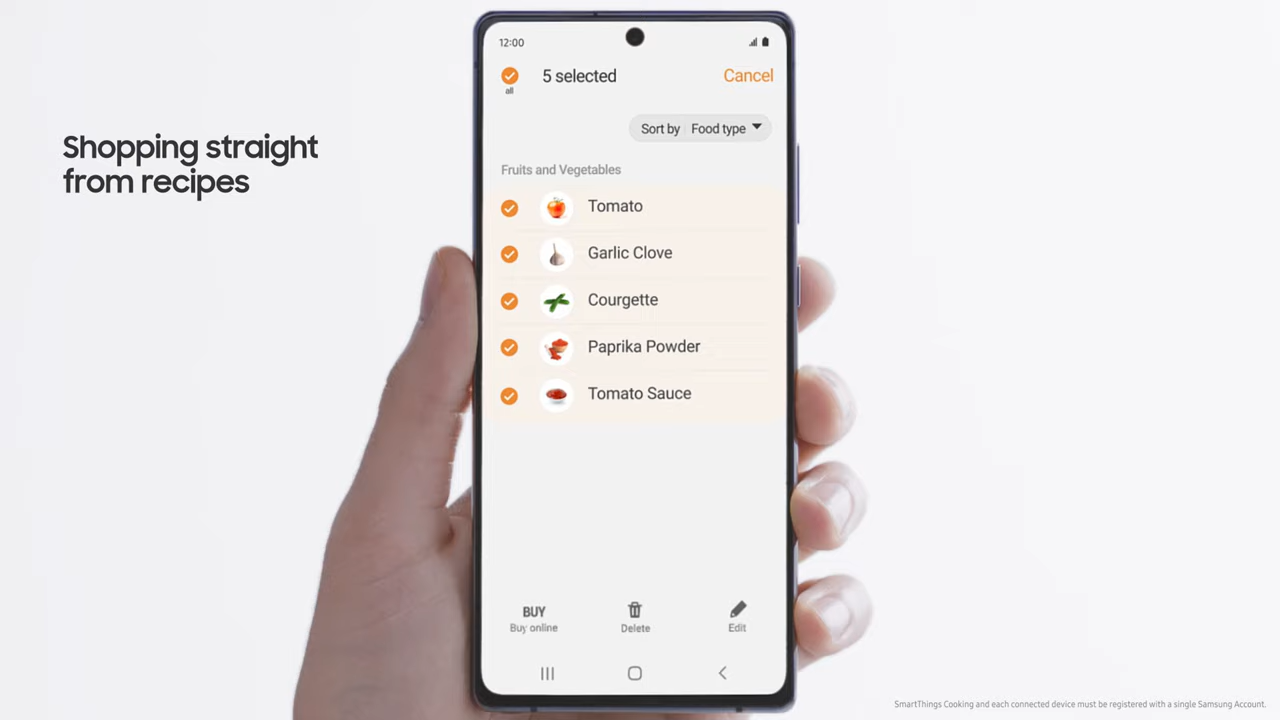 Shopping straight
from recipes
12:00
all
5 selected
Cancel
Sort by Food type
Fruits and Vegetables
Tomato
Garlic Clove
Courgette
Paprika Powder
Tomato Sauce
BUY
Buy online
Delete
Edit
SmartThings Cooking and each connected device must be registered with a single Samsung Account.